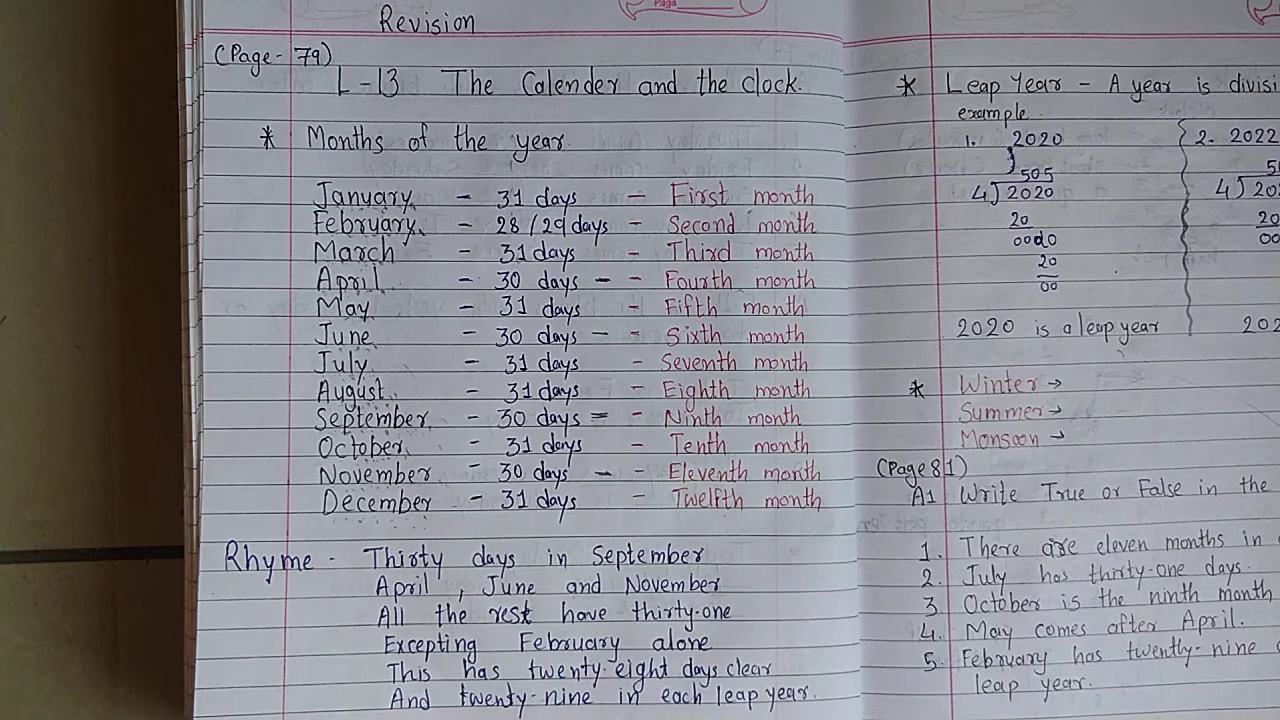 Revision
(Page - 79)
L-13 The Calender and the clock.
* Months of the year
January - 31 days - First month
February - 28/29 days - Second month
March - 31 days - Third month
April - 30 days - - Fourth month
May - 31 days - Fifth month
June - 30 days - - Sixth month
July - 31 days - Seventh month
August - 31 days - Eighth month
September - 30 days = - Ninth month
October - 31 days - Tenth month
November - 30 days - - Eleventh month
December - 31 days - Twelfth month
Rhyme - Thirty days in September
April, June and November
All the rest have thirty-one
Excepting February alone
This has twenty-eight days clear
And twenty-nine in each leap year.
Page
* Leap Year - A year is divisi
example
1. 2020 2. 2022
505 5
4)2020 4)20
20 20
0020 00
20
00
2020 is a leap year 202
* Winter →
Summer →
Monsoon →
(Page 81)
A1 Write True or False in the
1. There are eleven months in
2. July has thirty-one days.
3. October is the ninth month
4. May comes after April.
5. February has twently-nine
leap year.